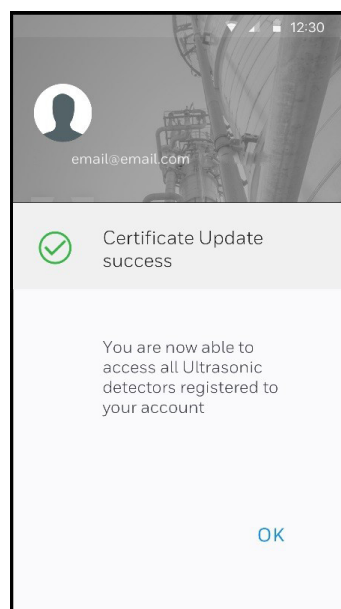 12:30
email@email.com
Certificate Update
success
You are now able to
access all Ultrasonic
detectors registered to
your account
OK